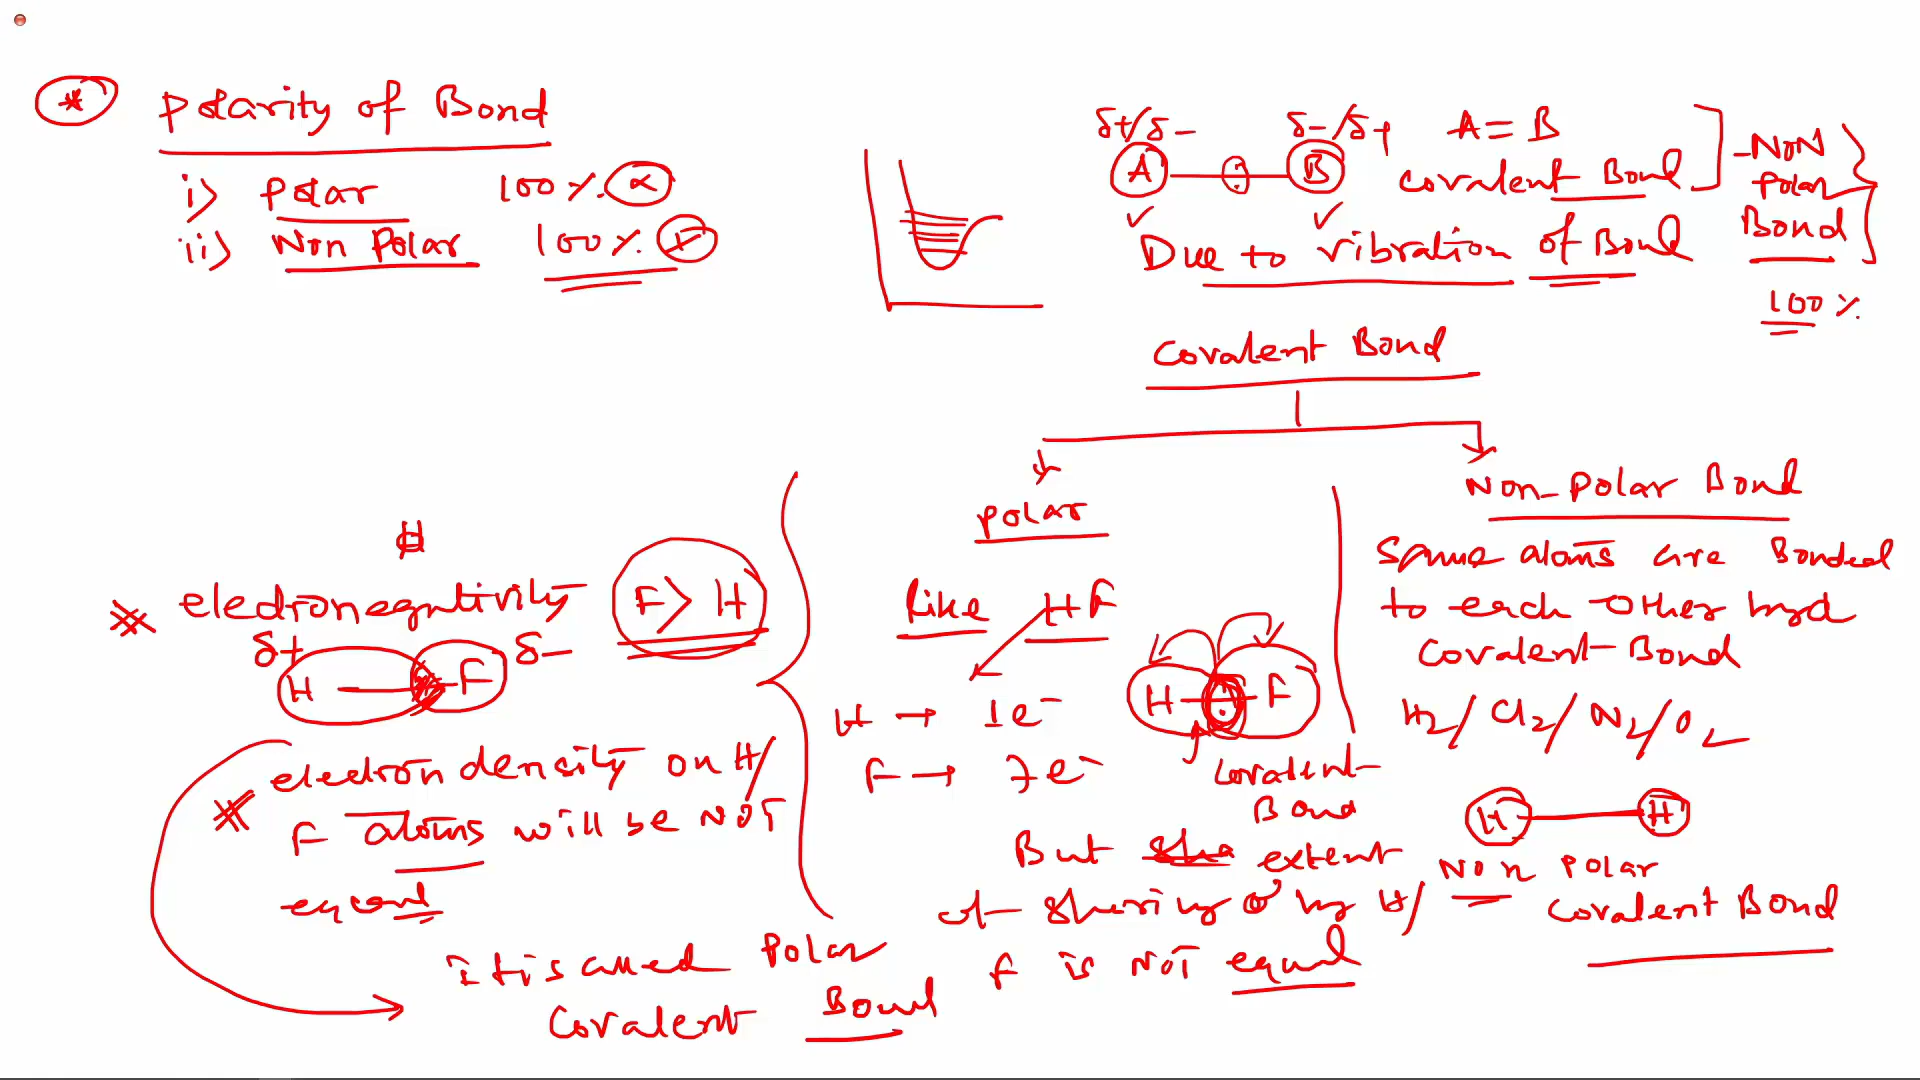 * Polarity of Bond
i) Polar 100 %
ii) Non Polar 100 %
δ+/δ- δ-/δ+
A B
A = B
Covalent Bond
- NON
Polar
Bond
100 %
Due to vibration of Bond
Covalent Bond
Polar
Like HF
H → 1e⁻
F → 7e⁻
H F
Covalent
Bond
But extent
of sharing by H/
F is NOT equal
Non-Polar Bond
Same atoms are Bonded
to each other by
Covalent Bond
H₂/Cl₂/N₂/O₂
H H
Non Polar
Covalent Bond
electronegativity F > H
δ+ δ-
H F
electron density on H/
F atoms will be NOT
equal
It is called Polar
Covalent Bond